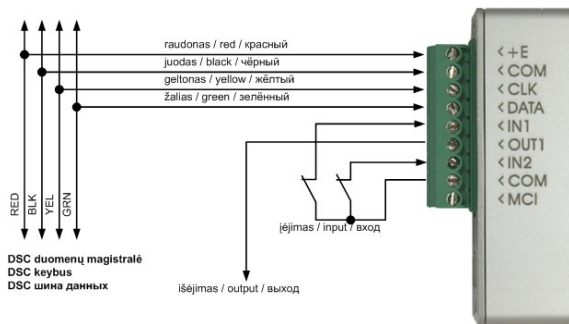 raudonas / red / красный
juodas / black / чёрный
geltonas / yellow / жёлтый
žalias / green / зелённый
<+E
<COM
<CLK
<DATA
<IN1
<OUT1
<IN2
<COM
<MCI
RED
BLK
YEL
GRN
įėjimas / input / вход
DSC duomenų magistralė
DSC keybus
DSC шина данных
išėjimas / output / выход